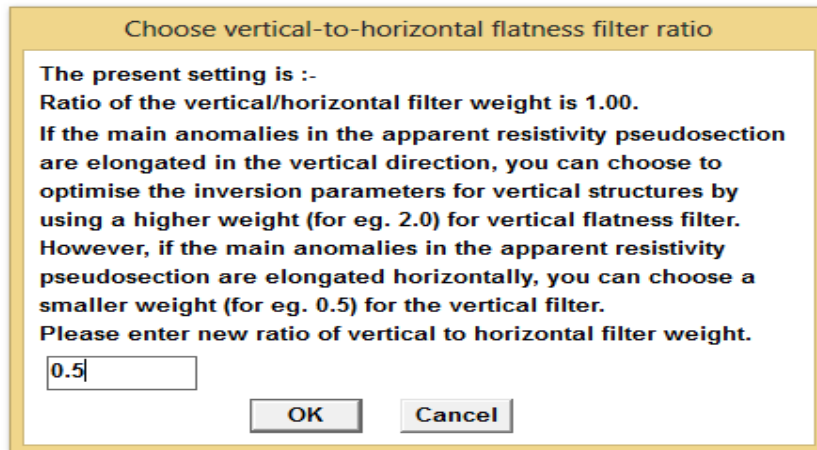 Choose vertical-to-horizontal flatness filter ratio
The present setting is :-
Ratio of the vertical/horizontal filter weight is 1.00.
If the main anomalies in the apparent resistivity pseudosection
are elongated in the vertical direction, you can choose to
optimise the inversion parameters for vertical structures by
using a higher weight (for eg. 2.0) for vertical flatness filter.
However, if the main anomalies in the apparent resistivity
pseudosection are elongated horizontally, you can choose a
smaller weight (for eg. 0.5) for the vertical filter.
Please enter new ratio of vertical to horizontal filter weight.
0.5
OK Cancel